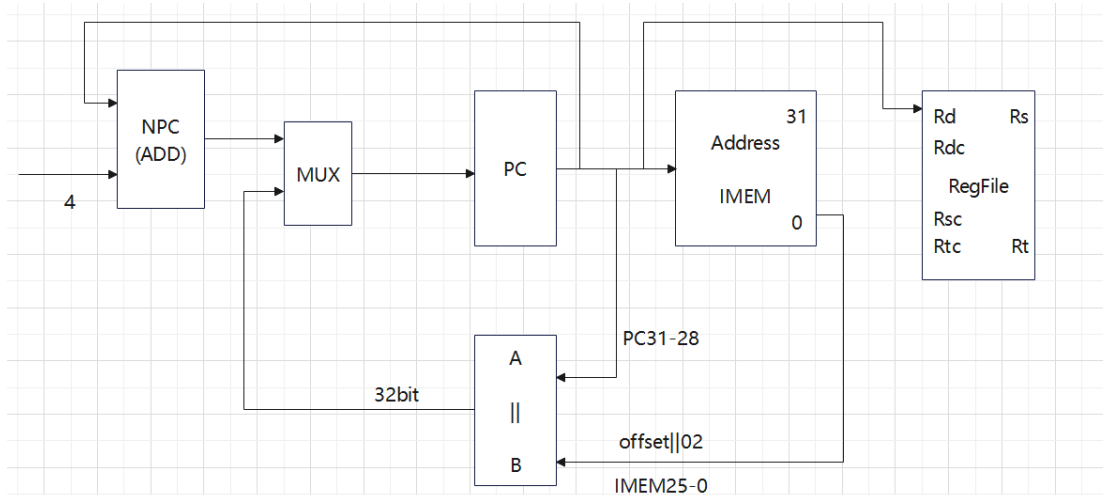 NPC
(ADD)
4
MUX
PC
31
Address
IMEM
0
Rd Rs
Rdc
RegFile
Rsc
Rtc Rt
PC31-28
A
||
B
32bit
offset||02
IMEM25-0